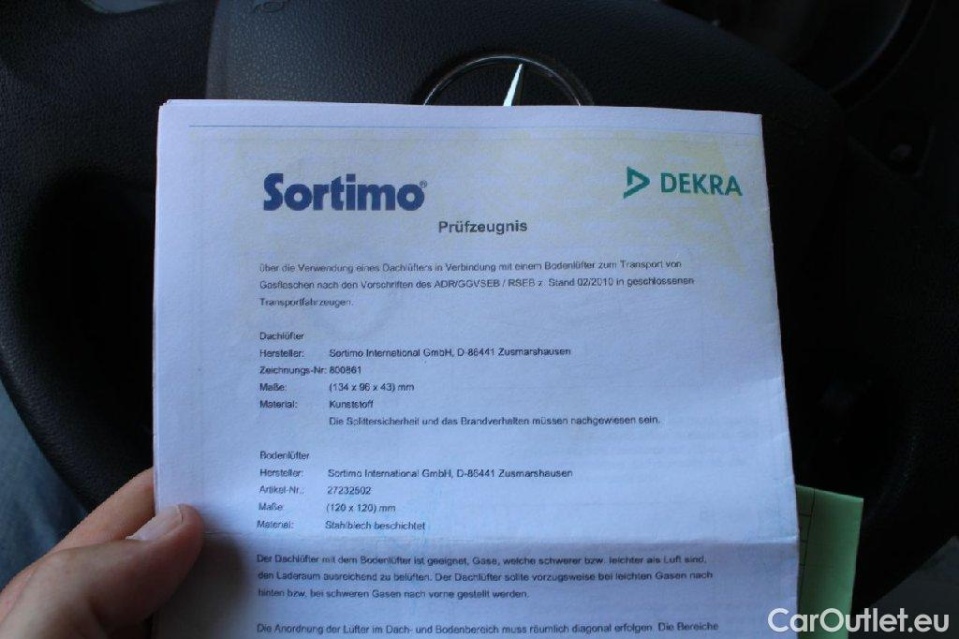 Sortimo®
DEKRA
Prüfzeugnis
über die Verwendung eines Dachlüfters in Verbindung mit einem Bodenlüfter zum Transport von
Gasflaschen nach den Vorschriften des ADR/GGVSEB / RSEB z. Stand 02/2010 in geschlossenen
Transportfahrzeugen.
Dachlüfter
Hersteller: Sortimo International GmbH, D-86441 Zusmarshausen
Zeichnungs-Nr: 800861
Maße: (134 x 96 x 43) mm
Material: Kunststoff
Die Splittersicherheit und das Brandverhalten müssen nachgewiesen sein.
Bodenlüfter
Hersteller: Sortimo International GmbH, D-86441 Zusmarshausen
Artikel-Nr.: 27232502
Maße: (120 x 120) mm
Material: Stahlblech beschichtet
Der Dachlüfter mit dem Bodenlüfter ist geeignet, Gase, welche schwerer bzw. leichter als Luft sind,
den Laderaum ausreichend zu belüften. Der Dachlüfter sollte vorzugsweise bei leichten Gasen nach
hinten bzw. bei schweren Gasen nach vorne gestellt werden.
Die Anordnung der Lüfter im Dach- und Bodenbereich muss räumlich diagonal erfolgen. Die Bereiche
CarOutlet.eu